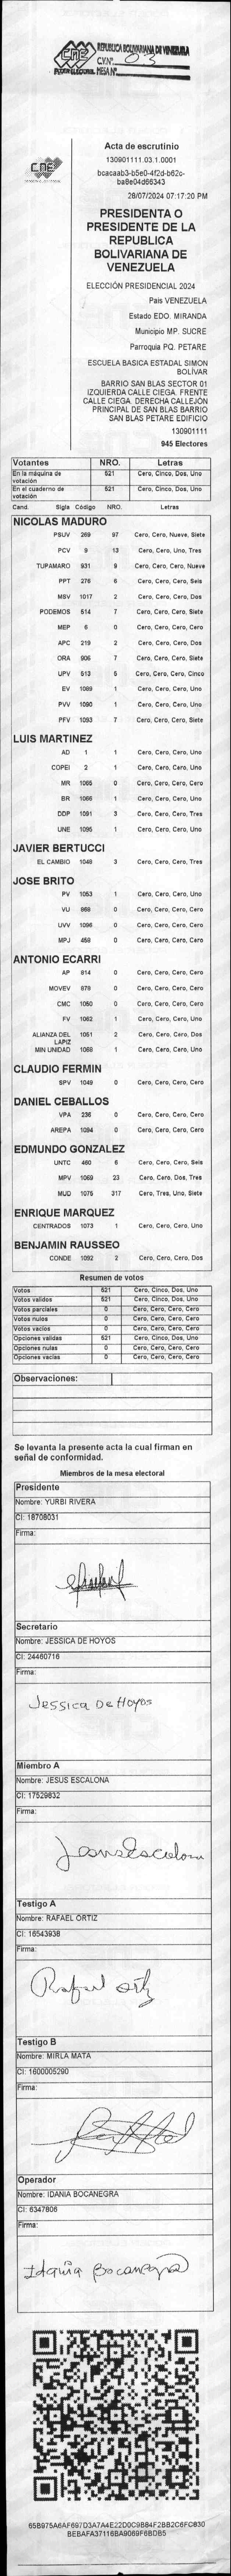 REPUBLICA BOLIVARIANA DE VENEZUELA
C.V.Nº 03
PODER ELECTORAL MESA Nº
CNE
Acta de escrutinio
130901111.03.1.0001
bcacaab3-b5e0-4f2d-b62c-
ba8e04d66343
28/07/2024 07:17:20 PM
PRESIDENTA O
PRESIDENTE DE LA
REPUBLICA
BOLIVARIANA DE
VENEZUELA
ELECCIÓN PRESIDENCIAL 2024
Pais VENEZUELA
Estado EDO. MIRANDA
Municipio MP. SUCRE
Parroquia PQ. PETARE
ESCUELA BASICA ESTADAL SIMON
BOLÍVAR
BARRIO SAN BLAS SECTOR 01
IZQUIERDA CALLE CIEGA. FRENTE
CALLE CIEGA. DERECHA CALLEJÓN
PRINCIPAL DE SAN BLAS BARRIO
SAN BLAS PETARE EDIFICIO
130901111
945 Electores
Votantes NRO. Letras
En la máquina de votación 521 Cero, Cinco, Dos, Uno
En el cuaderno de votación 521 Cero, Cinco, Dos, Uno
Cand. Sigla Código NRO. Letras
NICOLAS MADURO
PSUV 269 97 Cero, Cero, Nueve, Siete
PCV 9 13 Cero, Cero, Uno, Tres
TUPAMARO 931 9 Cero, Cero, Cero, Nueve
PPT 276 6 Cero, Cero, Cero, Seis
MSV 1017 2 Cero, Cero, Cero, Dos
PODEMOS 514 7 Cero, Cero, Cero, Siete
MEP 6 0 Cero, Cero, Cero, Cero
APC 219 2 Cero, Cero, Cero, Dos
ORA 906 7 Cero, Cero, Cero, Siete
UPV 513 5 Cero, Cero, Cero, Cinco
EV 1089 1 Cero, Cero, Cero, Uno
PVV 1090 1 Cero, Cero, Cero, Uno
PFV 1093 7 Cero, Cero, Cero, Siete
LUIS MARTINEZ
AD 1 1 Cero, Cero, Cero, Uno
COPEI 2 1 Cero, Cero, Cero, Uno
MR 1065 0 Cero, Cero, Cero, Cero
BR 1066 1 Cero, Cero, Cero, Uno
DDP 1091 3 Cero, Cero, Cero, Tres
UNE 1095 1 Cero, Cero, Cero, Uno
JAVIER BERTUCCI
EL CAMBIO 1048 3 Cero, Cero, Cero, Tres
JOSE BRITO
PV 1053 1 Cero, Cero, Cero, Uno
VU 868 0 Cero, Cero, Cero, Cero
UVV 1096 0 Cero, Cero, Cero, Cero
MPJ 458 0 Cero, Cero, Cero, Cero
ANTONIO ECARRI
AP 814 0 Cero, Cero, Cero, Cero
MOVEV 879 0 Cero, Cero, Cero, Cero
CMC 1050 0 Cero, Cero, Cero, Cero
FV 1062 1 Cero, Cero, Cero, Uno
ALIANZA DEL LAPIZ 1051 2 Cero, Cero, Cero, Dos
MIN UNIDAD 1068 1 Cero, Cero, Cero, Uno
CLAUDIO FERMIN
SPV 1049 0 Cero, Cero, Cero, Cero
DANIEL CEBALLOS
VPA 236 0 Cero, Cero, Cero, Cero
AREPA 1094 0 Cero, Cero, Cero, Cero
EDMUNDO GONZALEZ
UNTC 460 6 Cero, Cero, Cero, Seis
MPV 1069 23 Cero, Cero, Dos, Tres
MUD 1075 317 Cero, Tres, Uno, Siete
ENRIQUE MARQUEZ
CENTRADOS 1073 1 Cero, Cero, Cero, Uno
BENJAMIN RAUSSEO
CONDE 1092 2 Cero, Cero, Cero, Dos
Resumen de votos
Votos 521 Cero, Cinco, Dos, Uno
Votos validos 521 Cero, Cinco, Dos, Uno
Votos parciales 0 Cero, Cero, Cero, Cero
Votos nulos 0 Cero, Cero, Cero, Cero
Votos vacios 0 Cero, Cero, Cero, Cero
Opciones validas 521 Cero, Cinco, Dos, Uno
Opciones nulas 0 Cero, Cero, Cero, Cero
Opciones vacias 0 Cero, Cero, Cero, Cero
Observaciones:
Se levanta la presente acta la cual firman en
señal de conformidad.
Miembros de la mesa electoral
Presidente
Nombre: YURBI RIVERA
CI: 18708031
Firma:
Secretario
Nombre: JESSICA DE HOYOS
CI: 24460716
Firma:
Jessica De Hoyos
Miembro A
Nombre: JESUS ESCALONA
CI: 17529832
Firma:
Jesus Escalona
Testigo A
Nombre: RAFAEL ORTIZ
CI: 16543938
Firma:
Rafael Ortiz
Testigo B
Nombre: MIRLA MATA
CI: 1600005290
Firma:
Operador
Nombre: IDANIA BOCANEGRA
CI: 6347806
Firma:
Idania Bocanegra
65B975A6AF697D3A7A4E22D0C9B84F2BB2C6FC830
BEBAFA37116BA9069F6BDB5